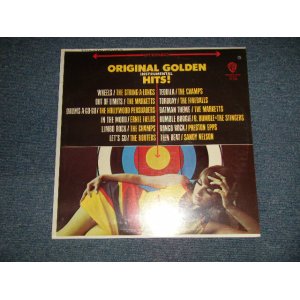 ORIGINAL GOLDEN
INSTRUMENTAL
HITS!
WHEELS / THE STRING A LONGS
OUT OF LIMITS / THE MARKETTS
DRUMS A-GO-GO / THE HOLLYWOOD PERSUADERS
IN THE MOOD / ERNIE FIELDS
LIMBO ROCK / THE CHAMPS
LET'S GO / THE ROUTERS
TEQUILA / THE CHAMPS
TORQUAY / THE FIREBALLS
BATMAN THEME / THE MARKETTS
BUMBLE BOOGIE / B. BUMBLE-THE STINGERS
BONGO ROCK / PRESTON EPPS
TEEN BEAT / SANDY NELSON